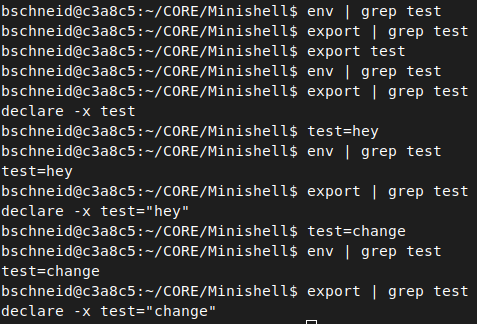 bschneid@c3a8c5:~/CORE/Minishell$ env | grep test
bschneid@c3a8c5:~/CORE/Minishell$ export | grep test
bschneid@c3a8c5:~/CORE/Minishell$ export test
bschneid@c3a8c5:~/CORE/Minishell$ env | grep test
bschneid@c3a8c5:~/CORE/Minishell$ export | grep test
declare -x test
bschneid@c3a8c5:~/CORE/Minishell$ test=hey
bschneid@c3a8c5:~/CORE/Minishell$ env | grep test
test=hey
bschneid@c3a8c5:~/CORE/Minishell$ export | grep test
declare -x test="hey"
bschneid@c3a8c5:~/CORE/Minishell$ test=change
bschneid@c3a8c5:~/CORE/Minishell$ env | grep test
test=change
bschneid@c3a8c5:~/CORE/Minishell$ export | grep test
declare -x test="change"